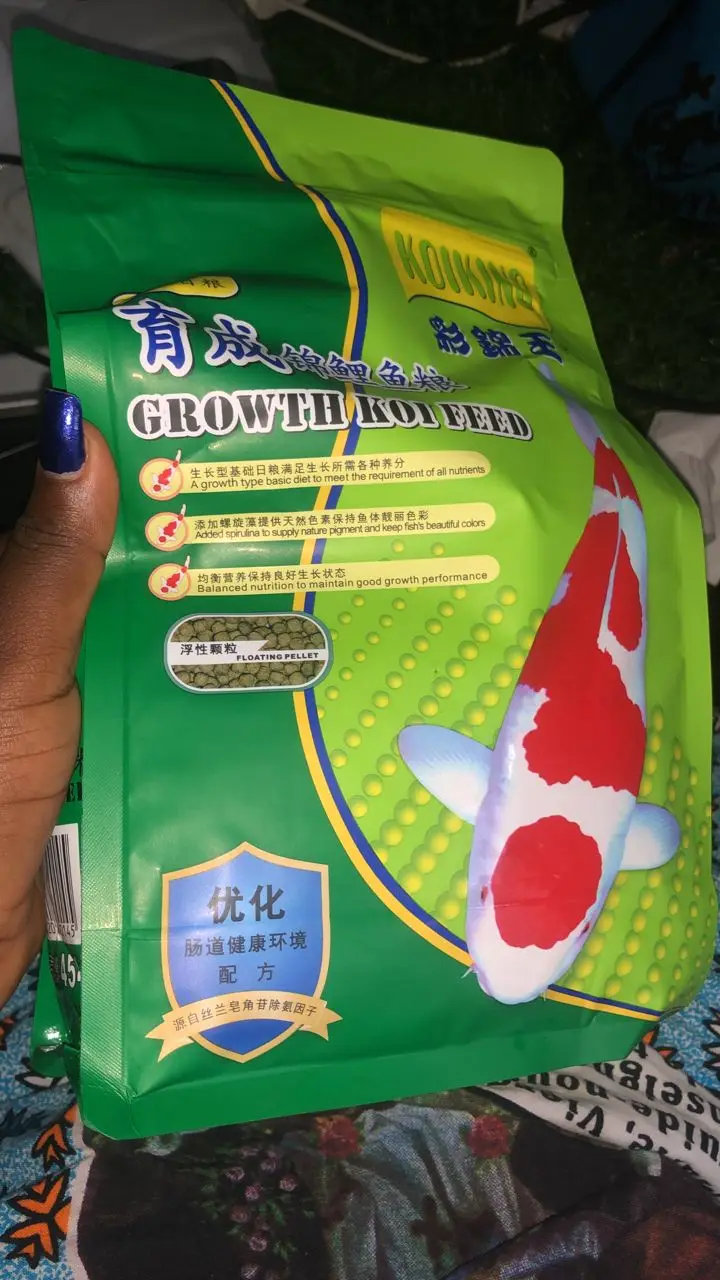 KOIKING®
彩錦王
粮
育成锦鲤鱼粮
GROWTH KOI FEED
生长型基础日粮满足生长所需各种养分
A growth type basic diet to meet the requirement of all nutrients
添加螺旋藻提供天然色素保持鱼体靓丽色彩
Added spirulina to supply nature pigment and keep fish's beautiful colors
均衡营养保持良好生长状态
Balanced nutrition to maintain good growth performance
浮性颗粒
FLOATING PELLET
优化
肠道健康环境
配 方
源自丝兰皂角苷除氨因子